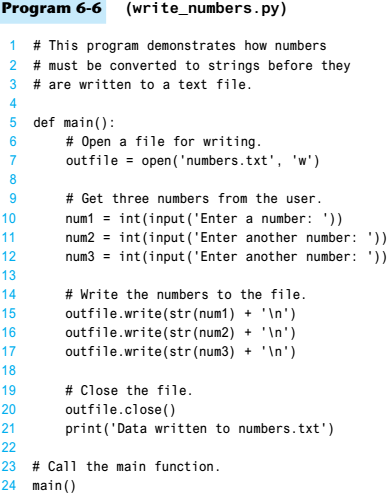 Program 6-6 (write_numbers.py)
1 # This program demonstrates how numbers
2 # must be converted to strings before they
3 # are written to a text file.
4
5 def main():
6     # Open a file for writing.
7     outfile = open('numbers.txt', 'w')
8
9     # Get three numbers from the user.
10     num1 = int(input('Enter a number: '))
11     num2 = int(input('Enter another number: '))
12     num3 = int(input('Enter another number: '))
13
14     # Write the numbers to the file.
15     outfile.write(str(num1) + '\n')
16     outfile.write(str(num2) + '\n')
17     outfile.write(str(num3) + '\n')
18
19     # Close the file.
20     outfile.close()
21     print('Data written to numbers.txt')
22
23 # Call the main function.
24 main()